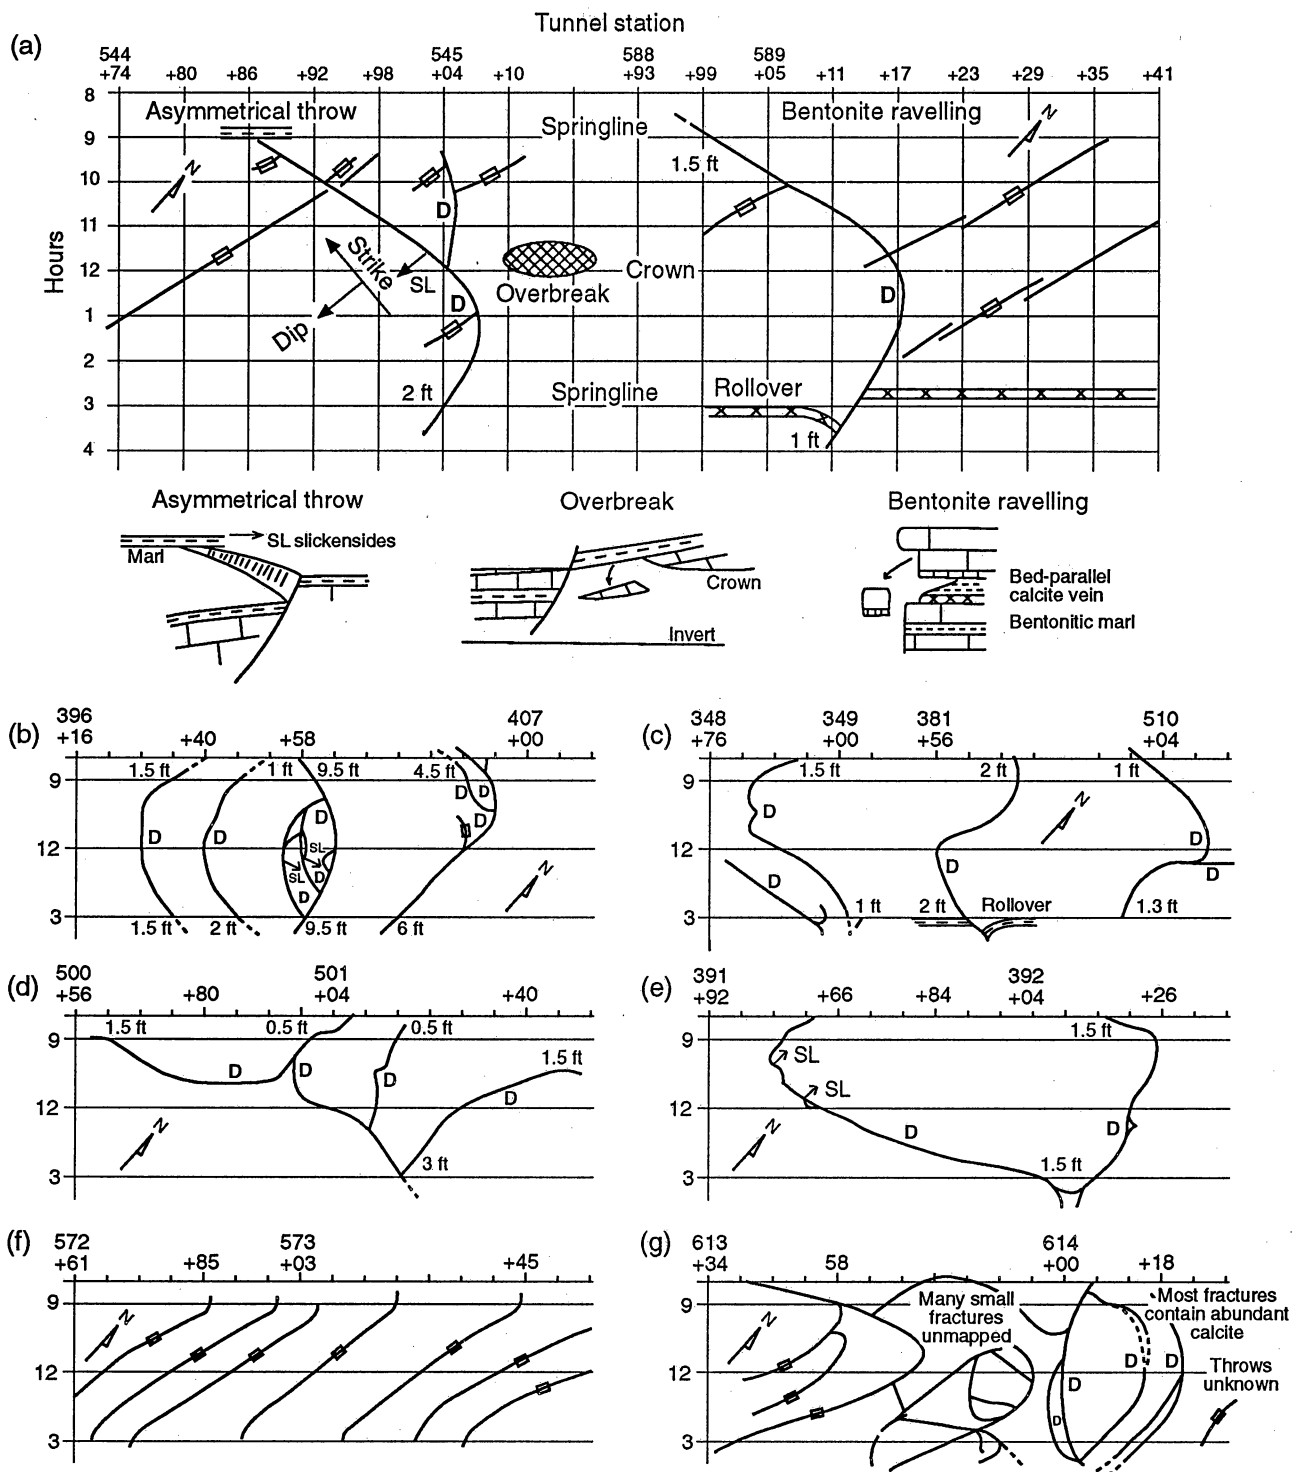 Tunnel station
(a)
544 545 588 589
+74 +80 +86 +92 +98 +04 +10 +93 +99 +05 +11 +17 +23 +29 +35 +41
Hours
8
9
10
11
12
1
2
3
4
Asymmetrical throw
Springline
Bentonite ravelling
N
N
1.5 ft
D
Strike
SL
Dip
Overbreak
Crown
D
D
2 ft
Springline
Rollover
1 ft
Asymmetrical throw
Overbreak
Bentonite ravelling
SL slickensides
Marl
Crown
Invert
Bed-parallel
calcite vein
Bentonitic marl
(b)
396 407
+16 +40 +58 +00
9
12
3
1.5 ft 1 ft 9.5 ft 4.5 ft
D D
D
D D D
SL
SL
D
D
N
1.5 ft 2 ft 9.5 ft 6 ft
(c)
348 349 381 510
+76 +00 +56 +04
9
12
3
1.5 ft 2 ft 1 ft
N
D
D
D
D
D
1 ft 2 ft Rollover 1.3 ft
(d)
500 501
+56 +80 +04 +40
9
12
3
1.5 ft 0.5 ft 0.5 ft
1.5 ft
D D D
D
N
3 ft
(e)
391 392
+92 +66 +84 +04 +26
9
12
3
1.5 ft
SL
SL
D
D
N
1.5 ft
(f)
572 573
+61 +85 +03 +45
9
12
3
N
(g)
613 614
+34 58 +00 +18
9
12
3
N
Many small
fractures
unmapped
Most fractures
contain abundant
calcite
D D
D
D
Throws
unknown